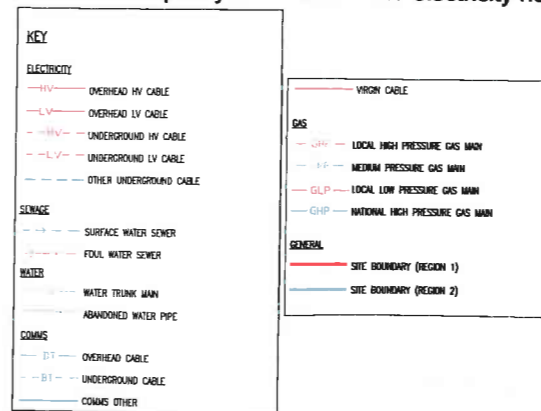 electricity
KEY
ELECTRICITY
HV OVERHEAD HV CABLE
LV OVERHEAD LV CABLE
HV UNDERGROUND HV CABLE
LV UNDERGROUND LV CABLE
OTHER UNDERGROUND CABLE
SEWAGE
SURFACE WATER SEWER
FOUL WATER SEWER
WATER
WATER TRUNK MAIN
ABANDONED WATER PIPE
COMMS
BT OVERHEAD CABLE
BT UNDERGROUND CABLE
COMMS OTHER
VIRGIN CABLE
GAS
LOCAL HIGH PRESSURE GAS MAIN
MEDIUM PRESSURE GAS MAIN
GLP LOCAL LOW PRESSURE GAS MAIN
GHP NATIONAL HIGH PRESSURE GAS MAIN
GENERAL
SITE BOUNDARY (REGION 1)
SITE BOUNDARY (REGION 2)